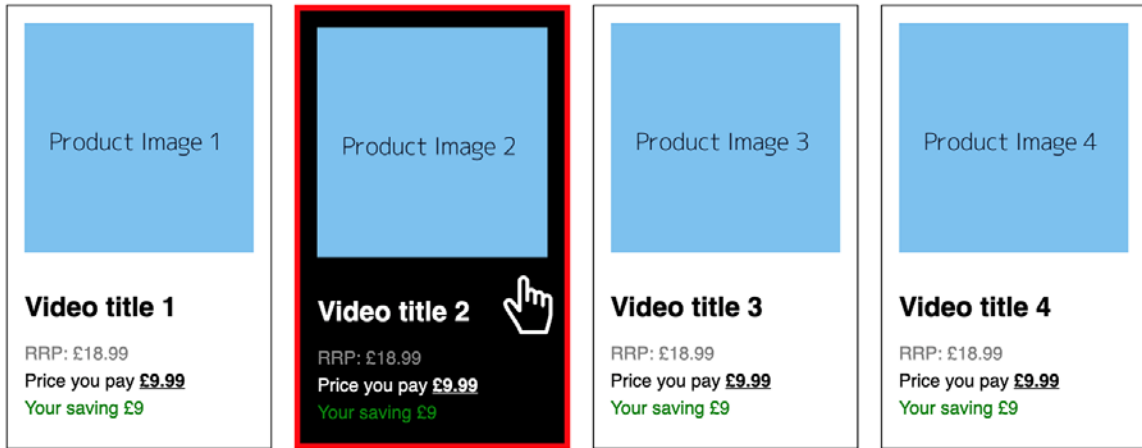 Product Image 1
Video title 1
RRP: £18.99
Price you pay £9.99
Your saving £9
Product Image 2
Video title 2
RRP: £18.99
Price you pay £9.99
Your saving £9
Product Image 3
Video title 3
RRP: £18.99
Price you pay £9.99
Your saving £9
Product Image 4
Video title 4
RRP: £18.99
Price you pay £9.99
Your saving £9